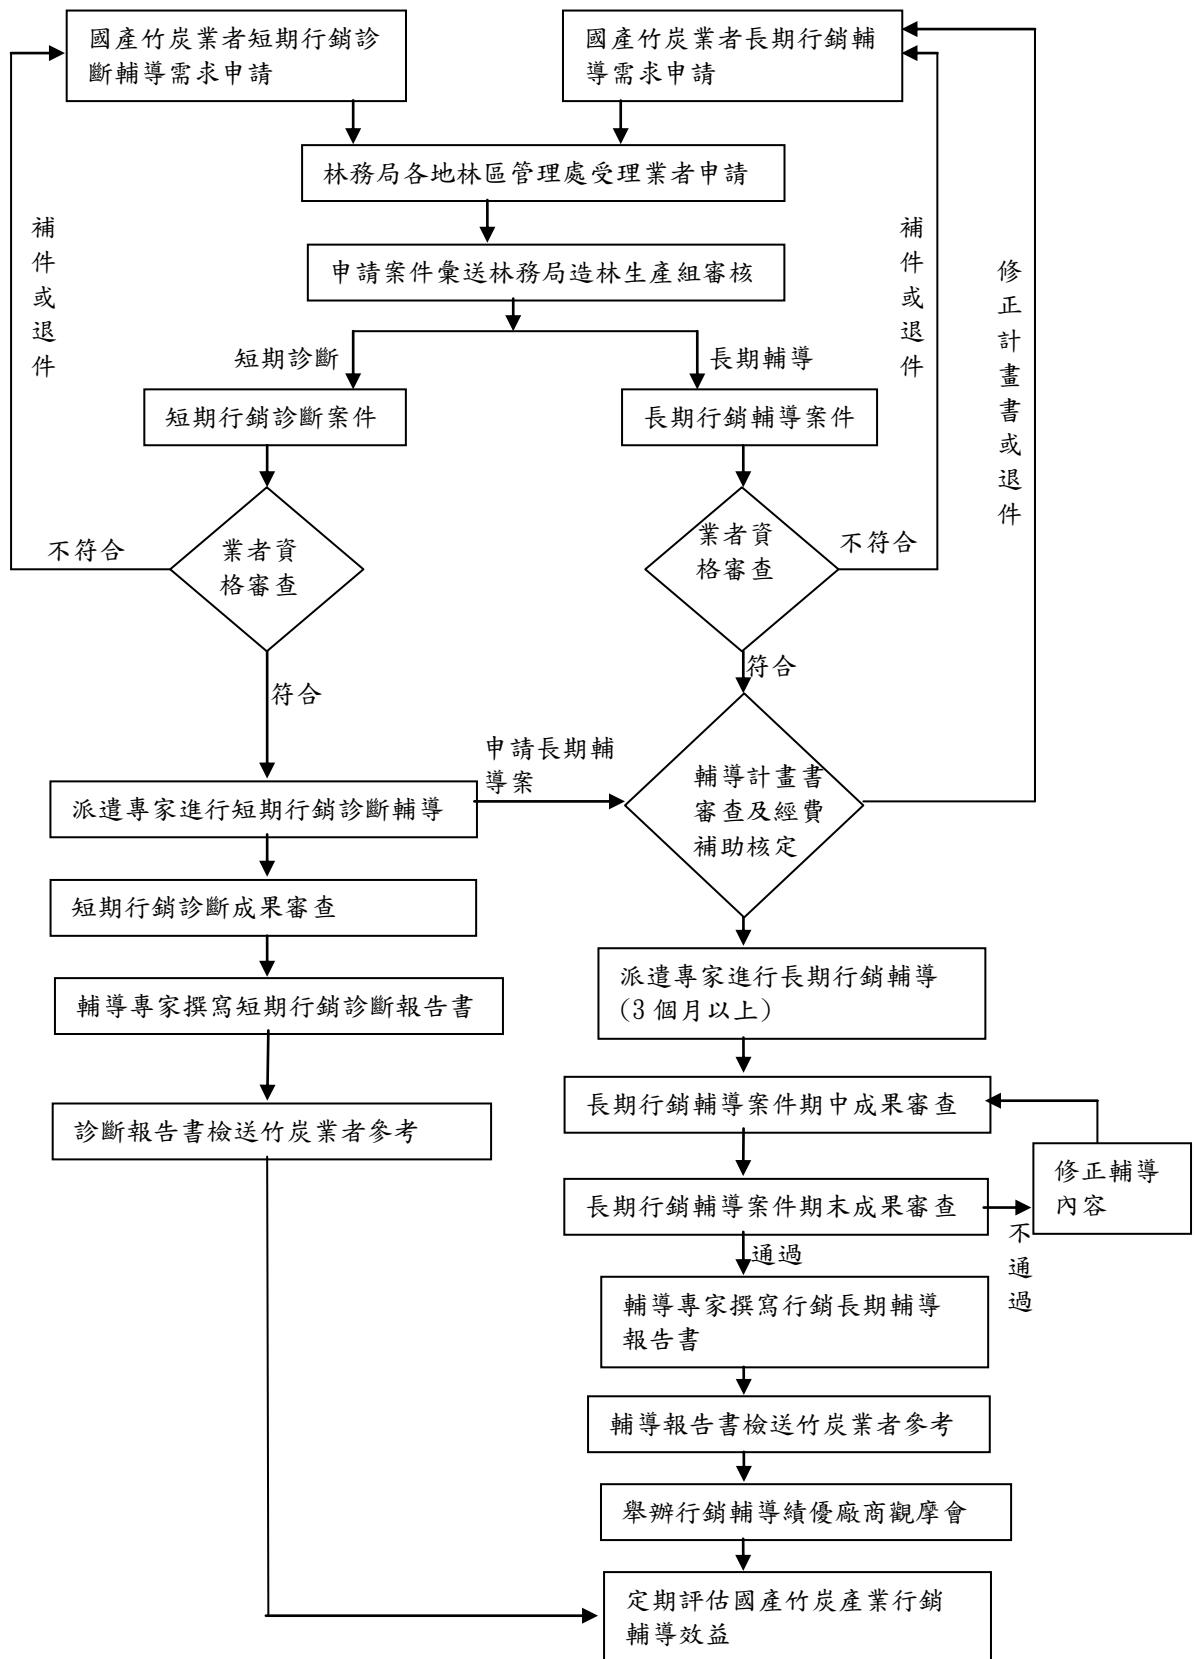 國產竹炭業者短期行銷診
斷輔導需求申請
國產竹炭業者長期行銷輔
導需求申請
林務局各地林區管理處受理業者申請
補件或退件
補件或退件
修正計畫書或退件
申請案件彙送林務局造林生產組審核
短期診斷
長期輔導
短期行銷診斷案件
長期行銷輔導案件
不符合
業者資
格審查
業者資
格審查
不符合
符合
符合
申請長期輔
導案
派遣專家進行短期行銷診斷輔導
輔導計畫書
審查及經費
補助核定
短期行銷診斷成果審查
派遣專家進行長期行銷輔導
(3 個月以上)
輔導專家撰寫短期行銷診斷報告書
長期行銷輔導案件期中成果審查
診斷報告書檢送竹炭業者參考
修正輔導
內容
長期行銷輔導案件期末成果審查
不通過
通過
輔導專家撰寫行銷長期輔導
報告書
輔導報告書檢送竹炭業者參考
舉辦行銷輔導績優廠商觀摩會
定期評估國產竹炭產業行銷
輔導效益